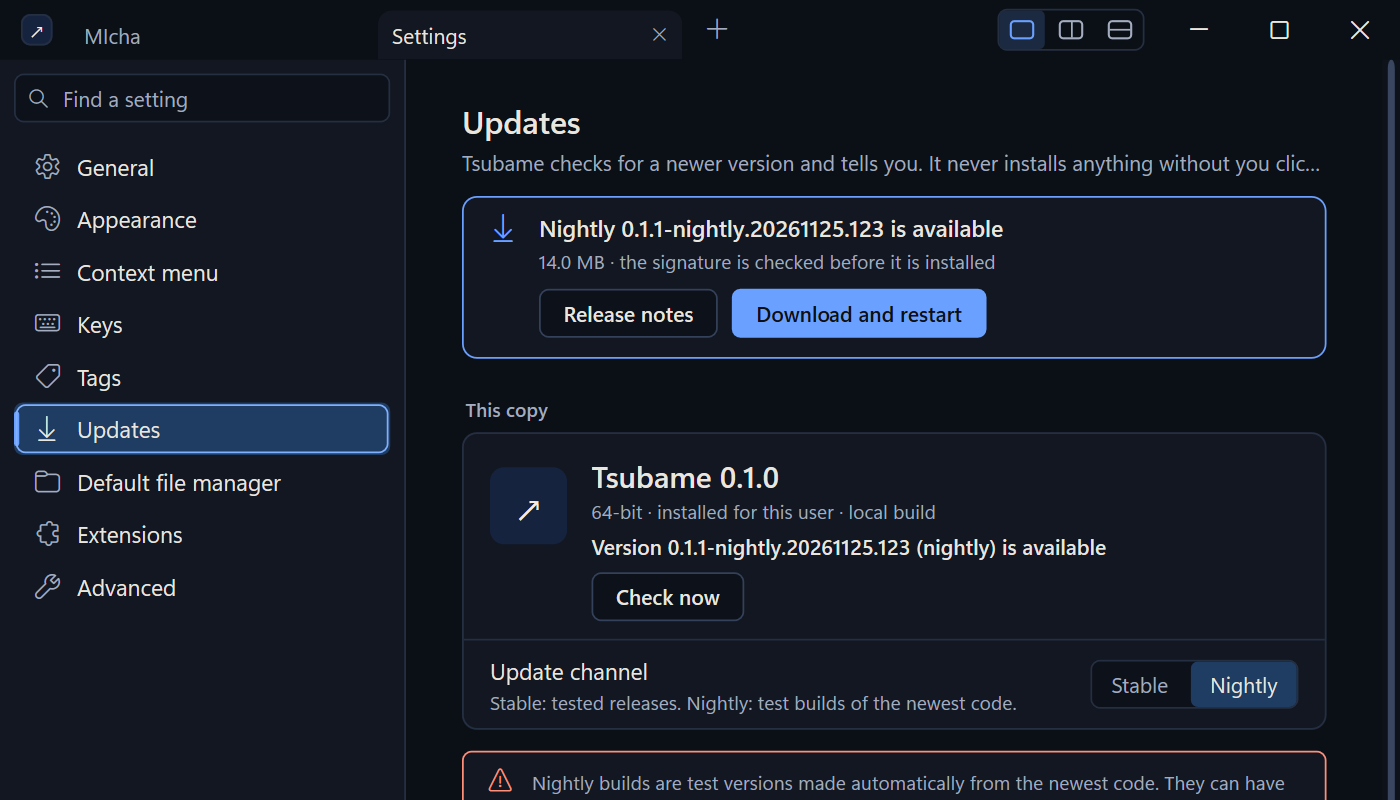 MIcha
Settings
Find a setting
General
Appearance
Context menu
Keys
Tags
Updates
Default file manager
Extensions
Advanced
Updates
Tsubame checks for a newer version and tells you. It never installs anything without you clic...
Nightly 0.1.1-nightly.20261125.123 is available
14.0 MB · the signature is checked before it is installed
Release notes
Download and restart
This copy
Tsubame 0.1.0
64-bit · installed for this user · local build
Version 0.1.1-nightly.20261125.123 (nightly) is available
Check now
Update channel
Stable: tested releases. Nightly: test builds of the newest code.
Stable
Nightly
Nightly builds are test versions made automatically from the newest code. They can have